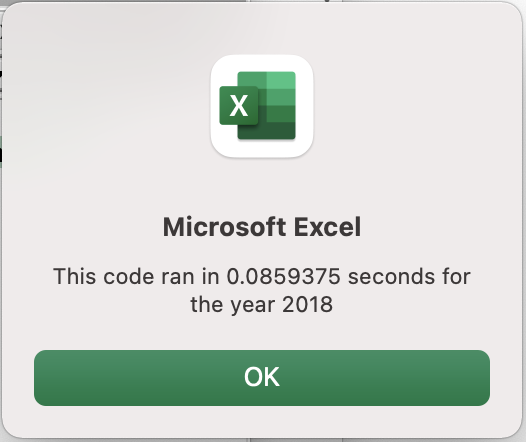 X
Microsoft Excel
This code ran in 0.0859375 seconds for
the year 2018
OK